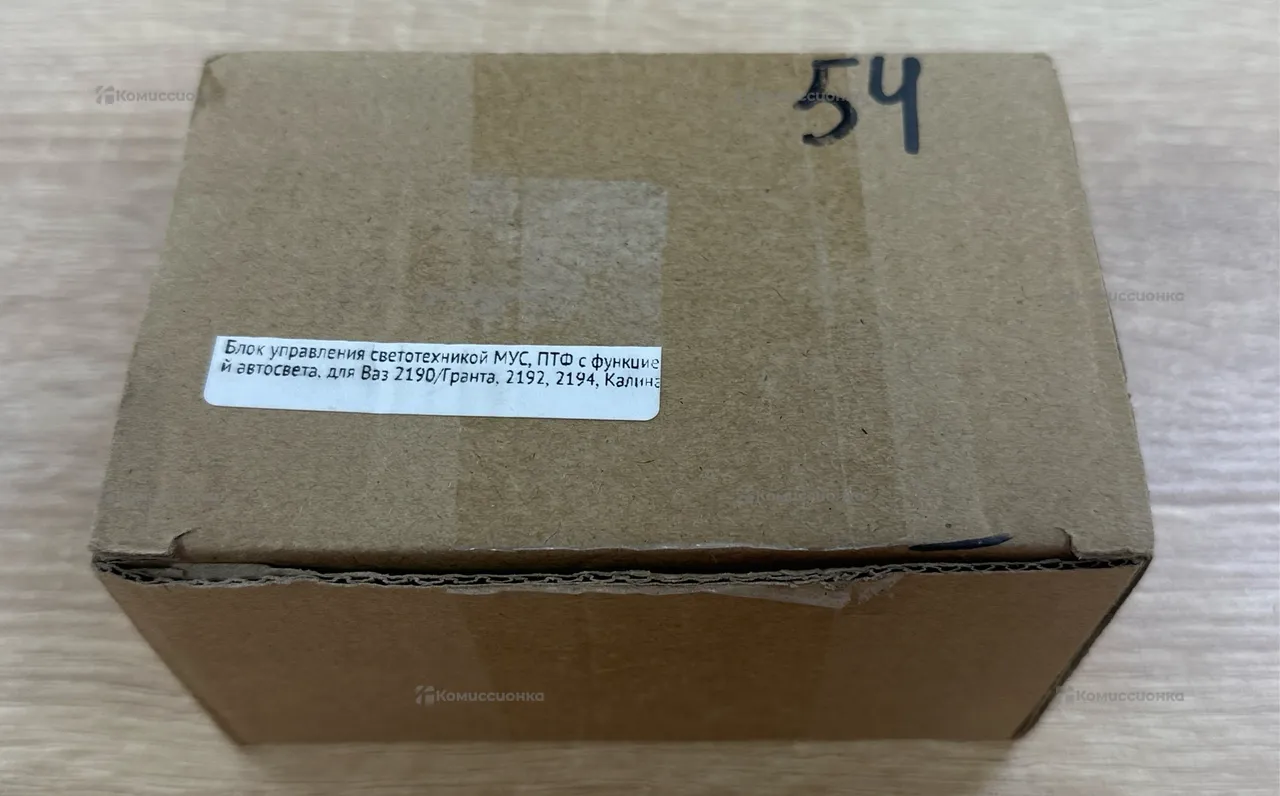 54
Блок управления светотехникой МУС, ПТФ с функцие
й автосвета, для Ваз 2190/Гранта, 2192, 2194, Калина
Комиссионка
Комиссионка
Комиссионка
Комиссионка